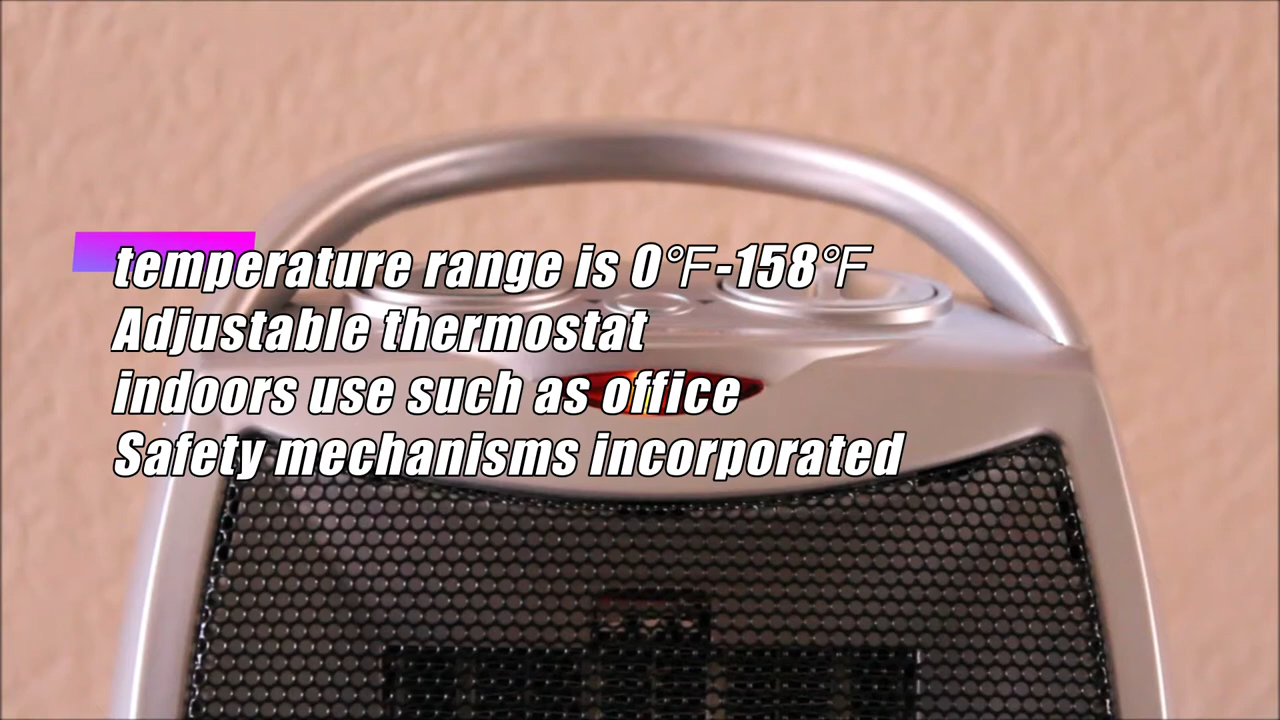 temperature range is 0℉-158℉
Adjustable thermostat
indoors use such as office
Safety mechanisms incorporated